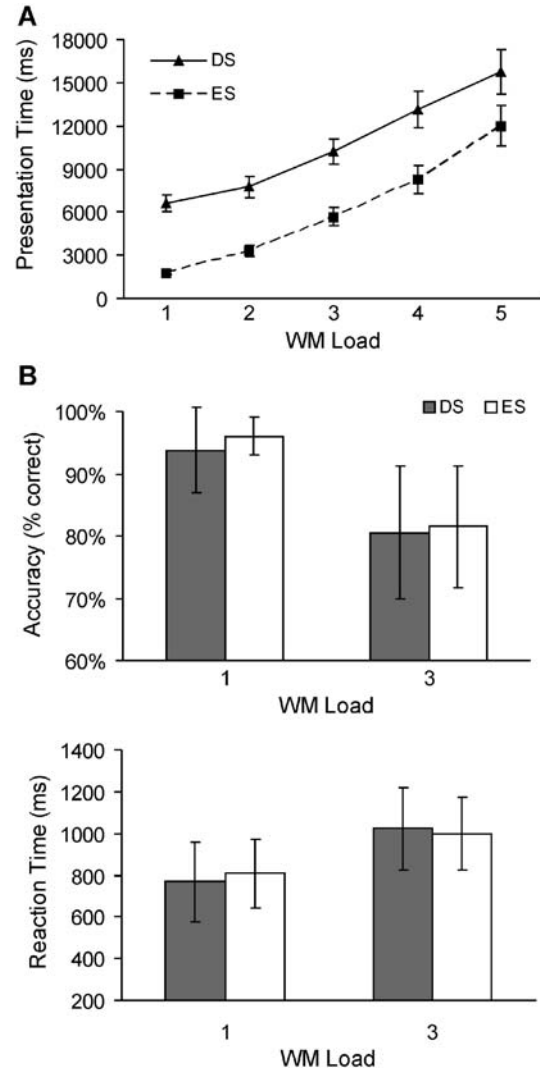 A
18000
15000
12000
9000
6000
3000
0
Presentation Time (ms)
DS
ES
1 2 3 4 5
WM Load
B
100%
90%
80%
70%
60%
Accuracy (% correct)
DS ES
1 3
WM Load
1400
1200
1000
800
600
400
200
Reaction Time (ms)
1 3
WM Load